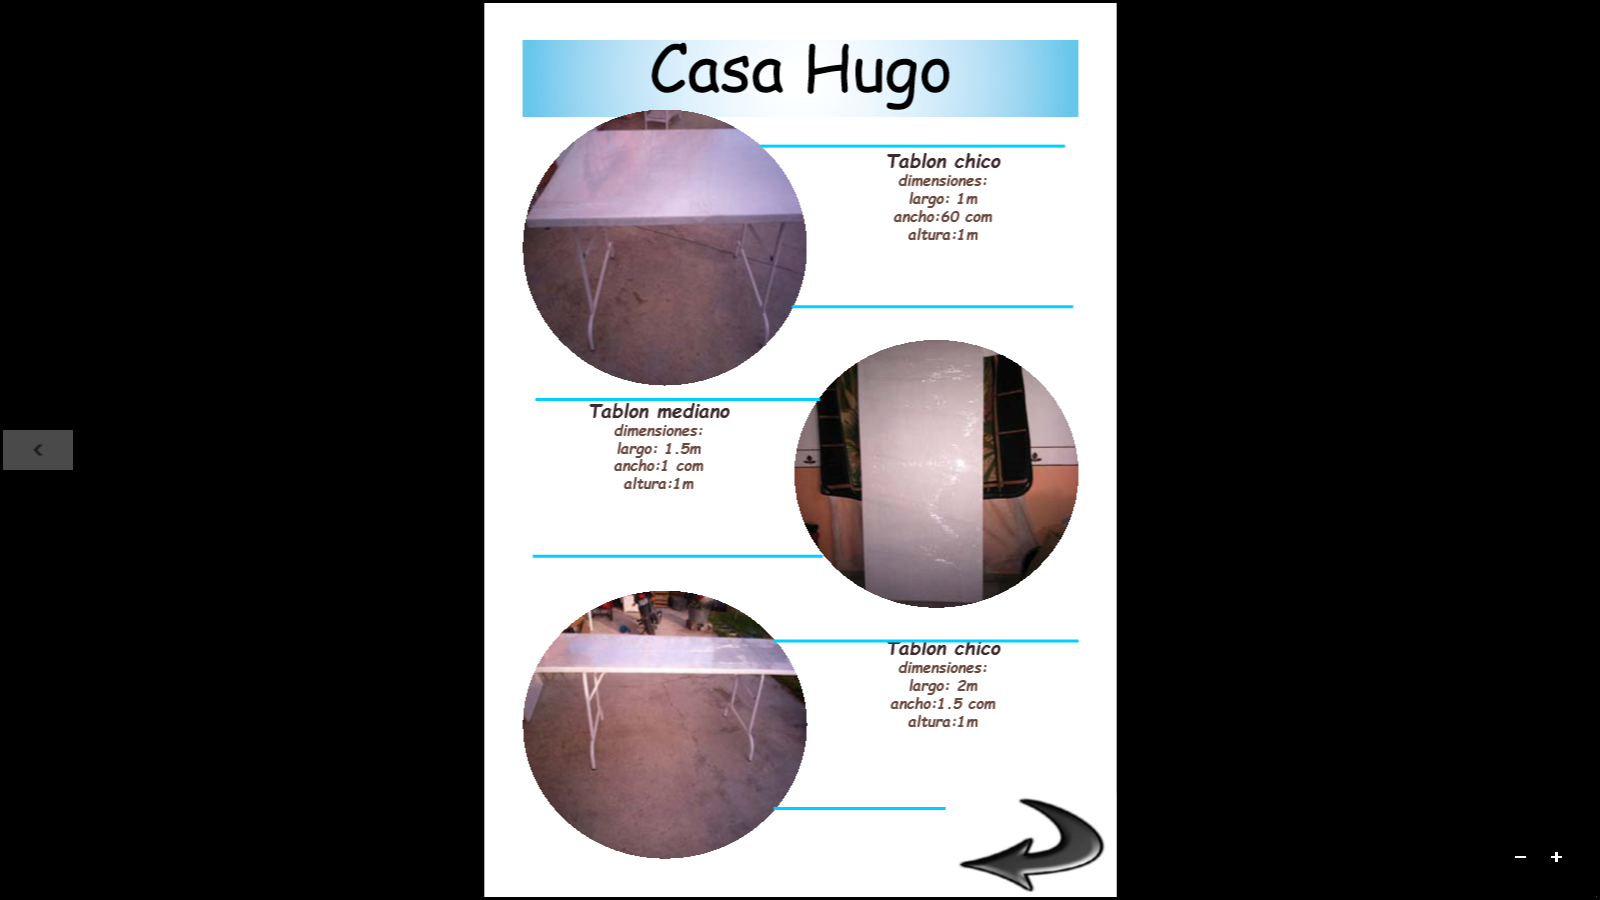 Casa Hugo
Tablon chico
dimensiones:
largo: 1m
ancho:60 com
altura:1m
Tablon mediano
dimensiones:
largo: 1.5m
ancho:1 com
altura:1m
Tablon chico
dimensiones:
largo: 2m
ancho:1.5 com
altura:1m